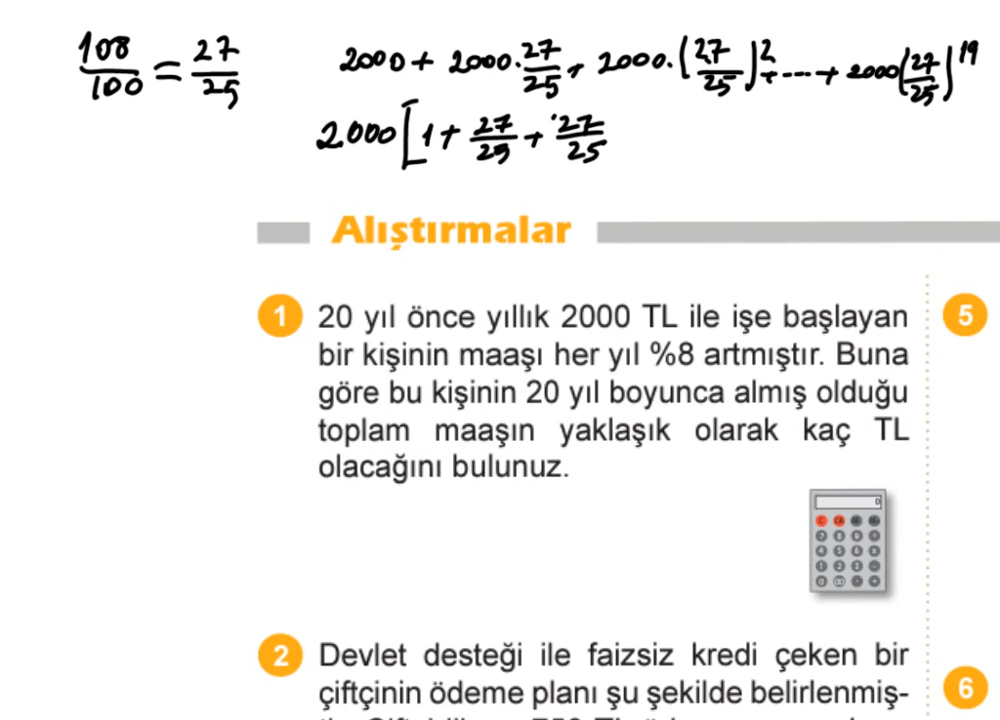 108/100 = 27/25
2000 + 2000.27/25 + 2000.(27/25)² + ---- + 2000(27/25)¹⁹
2000[1 + 27/25 + 27/25
Alıştırmalar
1 20 yıl önce yıllık 2000 TL ile işe başlayan
bir kişinin maaşı her yıl %8 artmıştır. Buna
göre bu kişinin 20 yıl boyunca almış olduğu
toplam maaşın yaklaşık olarak kaç TL
olacağını bulunuz.
2 Devlet desteği ile faizsiz kredi çeken bir
çiftçinin ödeme planı şu şekilde belirlenmiş-
5
6